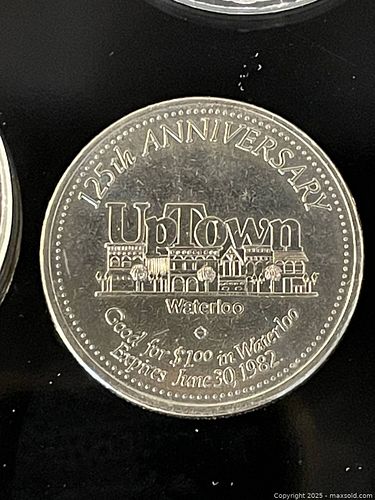 125th ANNIVERSARY
UpTown
Waterloo
Good for $1.00 in Waterloo
Expires June 30, 1982.
Copyright 2025 - maxsold.com